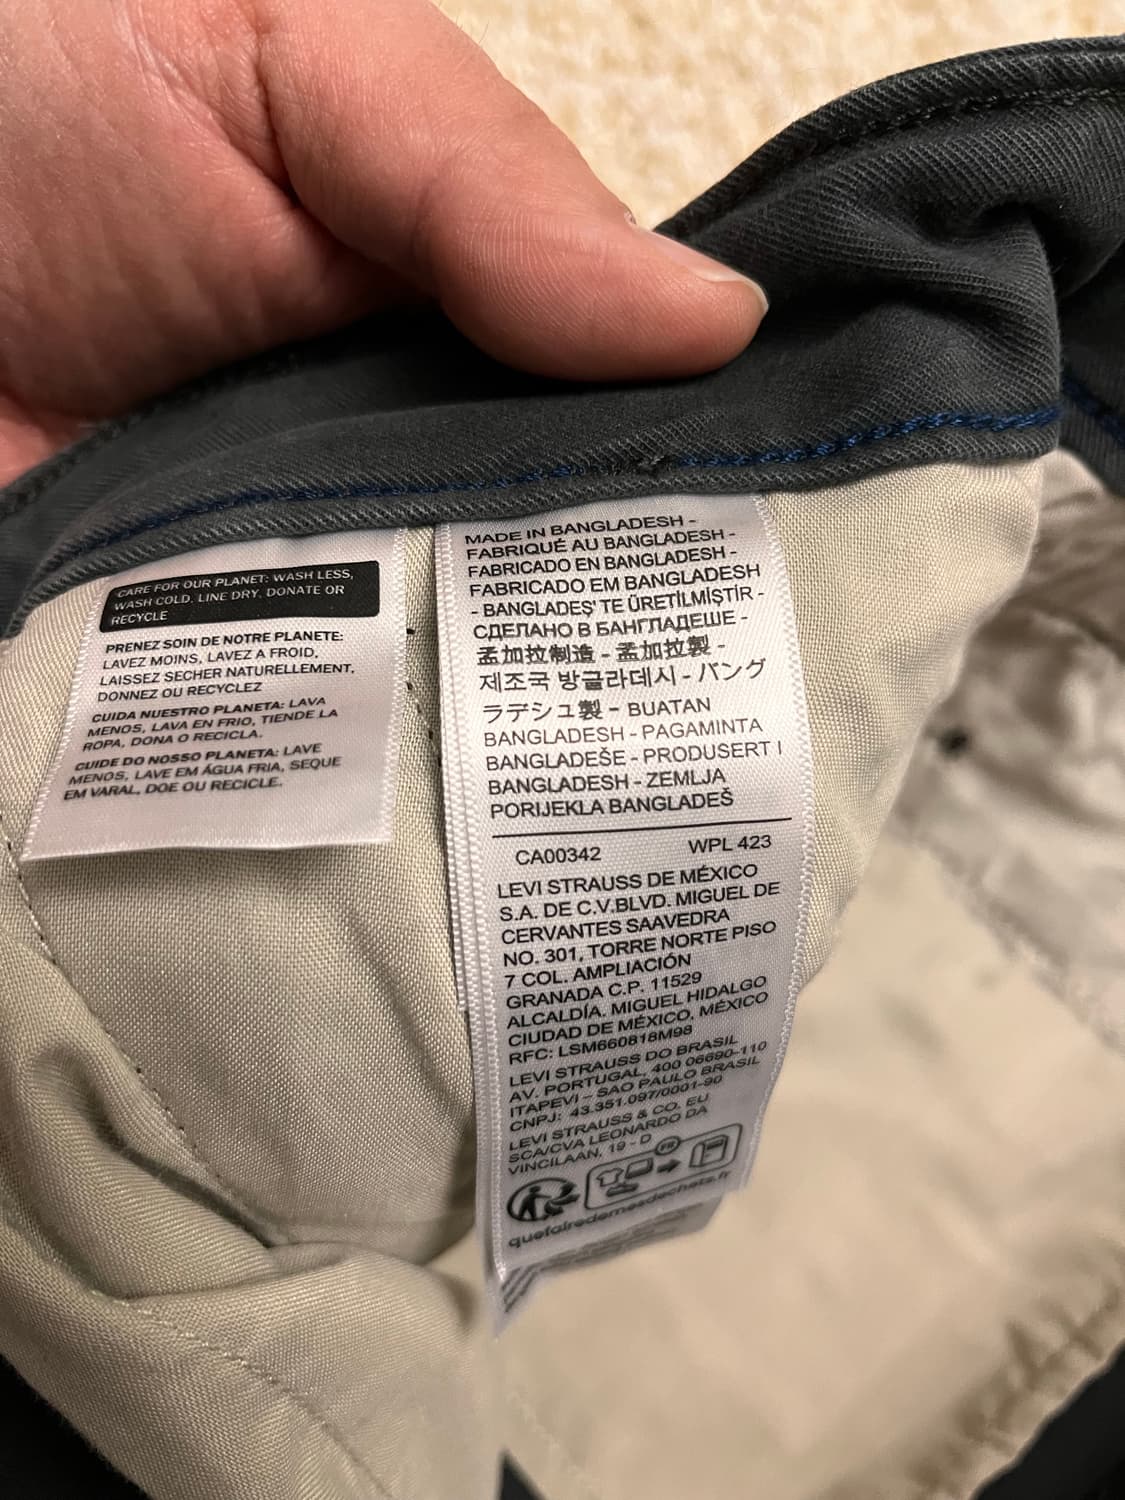 CARE FOR OUR PLANET: WASH LESS,
WASH COLD, LINE DRY, DONATE OR
RECYCLE
PRENEZ SOIN DE NOTRE PLANETE:
LAVEZ MOINS, LAVEZ A FROID,
LAISSEZ SECHER NATURELLEMENT,
DONNEZ OU RECYCLEZ
CUIDA NUESTRO PLANETA: LAVA
MENOS, LAVA EN FRIO, TIENDE LA
ROPA, DONA O RECICLA.
CUIDE DO NOSSO PLANETA: LAVE
MENOS, LAVE EM ÁGUA FRIA, SEQUE
EM VARAL, DOE OU RECICLE.
MADE IN BANGLADESH -
FABRIQUÉ AU BANGLADESH -
FABRICADO EN BANGLADESH -
FABRICADO EM BANGLADESH
- BANGLADEŞ' TE ÜRETİLMİŞTİR -
СДЕЛАНО В БАНГЛАДЕШЕ -
孟加拉制造 - 孟加拉製 -
제조국 방글라데시 - バング
ラデシュ製 - BUATAN
BANGLADESH - PAGAMINTA
BANGLADEŠE - PRODUSERT I
BANGLADESH - ZEMLJA
PORIJEKLA BANGLADEŠ
CA00342 WPL 423
LEVI STRAUSS DE MÉXICO
S.A. DE C.V.BLVD. MIGUEL DE
CERVANTES SAAVEDRA
NO. 301, TORRE NORTE PISO
7 COL. AMPLIACIÓN
GRANADA C.P. 11529
ALCALDÍA. MIGUEL HIDALGO
CIUDAD DE MÉXICO, MÉXICO
RFC: LSM660818M98
LEVI STRAUSS DO BRASIL
AV. PORTUGAL, 400 06690-110
ITAPEVI – SAO PAULO BRASIL
CNPJ: 43.351.097/0001-90
LEVI STRAUSS & CO. EU
SCA/CVA LEONARDO DA
VINCILAAN, 19 - D
FR
quefairedemesdechets.fr